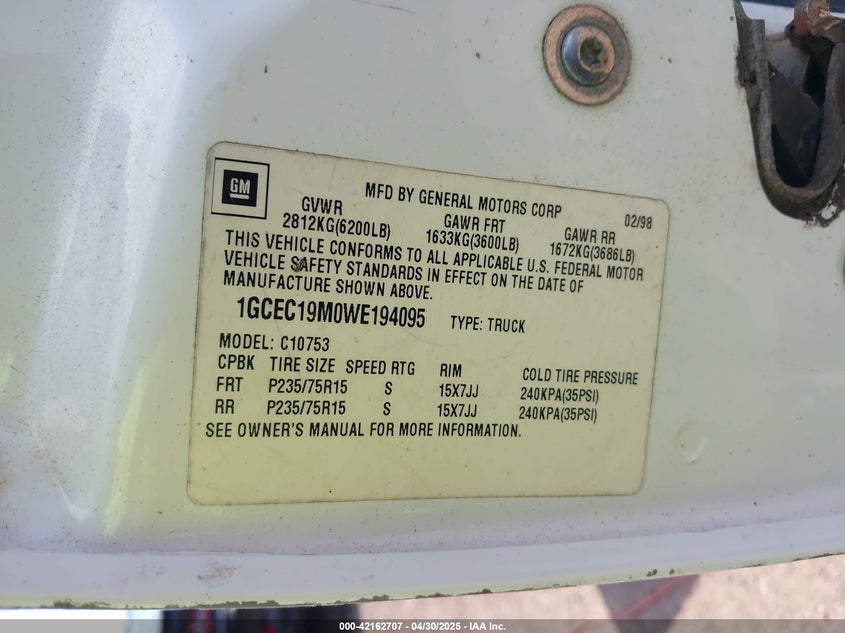 GM
MFD BY GENERAL MOTORS CORP 02/98
GVWR GAWR FRT GAWR RR
2812KG(6200LB) 1633KG(3600LB) 1672KG(3686LB)
THIS VEHICLE CONFORMS TO ALL APPLICABLE U.S. FEDERAL MOTOR
VEHICLE SAFETY STANDARDS IN EFFECT ON THE DATE OF
MANUFACTURE SHOWN ABOVE.
1GCEC19M0WE194095 TYPE: TRUCK
MODEL: C10753
CPBK TIRE SIZE SPEED RTG RIM COLD TIRE PRESSURE
FRT P235/75R15 S 15X7JJ 240KPA(35PSI)
RR P235/75R15 S 15X7JJ 240KPA(35PSI)
SEE OWNER'S MANUAL FOR MORE INFORMATION.
000-42162707 - 04/30/2025 - IAA Inc.